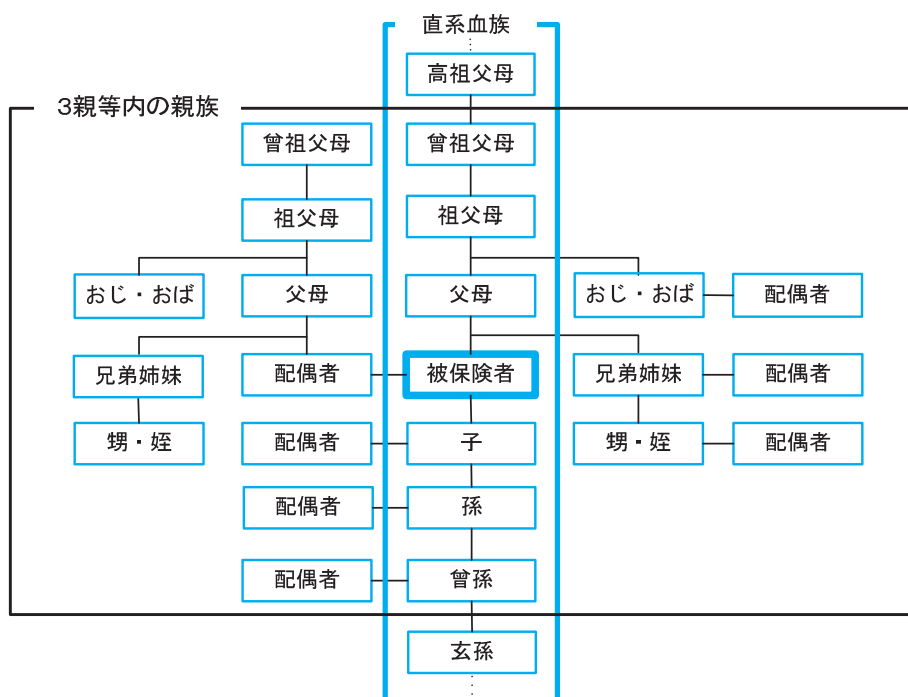 直系血族
高祖父母
3親等内の親族
曾祖父母
曾祖父母
祖父母
祖父母
おじ・おば
父母
父母
おじ・おば
配偶者
兄弟姉妹
配偶者
被保険者
兄弟姉妹
配偶者
甥・姪
配偶者
子
甥・姪
配偶者
配偶者
孫
配偶者
曾孫
玄孫